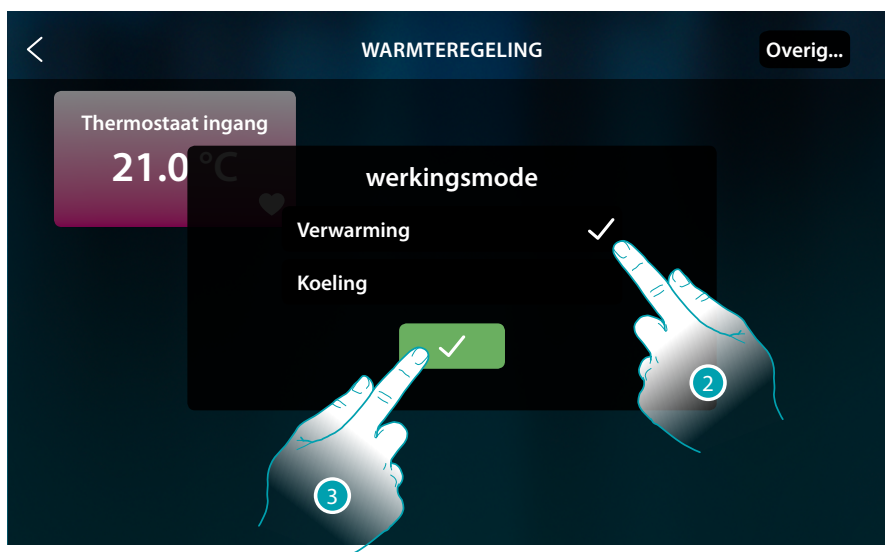 WARMTEREGELING
Overig...
Thermostaat ingang
21.0 °C
werkingsmode
Verwarming
Koeling
2
3